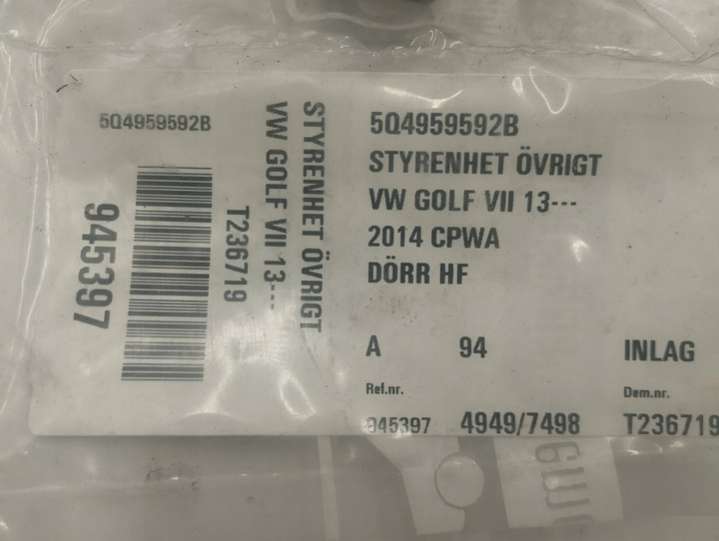 5Q4959592B
945397
T236719
VW GOLF VII 13---
STYRENHET ÖVRIGT
5Q4959592B
STYRENHET ÖVRIGT
VW GOLF VII 13---
2014 CPWA
DÖRR HF
A 94 INLAG
Ref.nr. Dem.nr.
945397 4949/7498 T236719